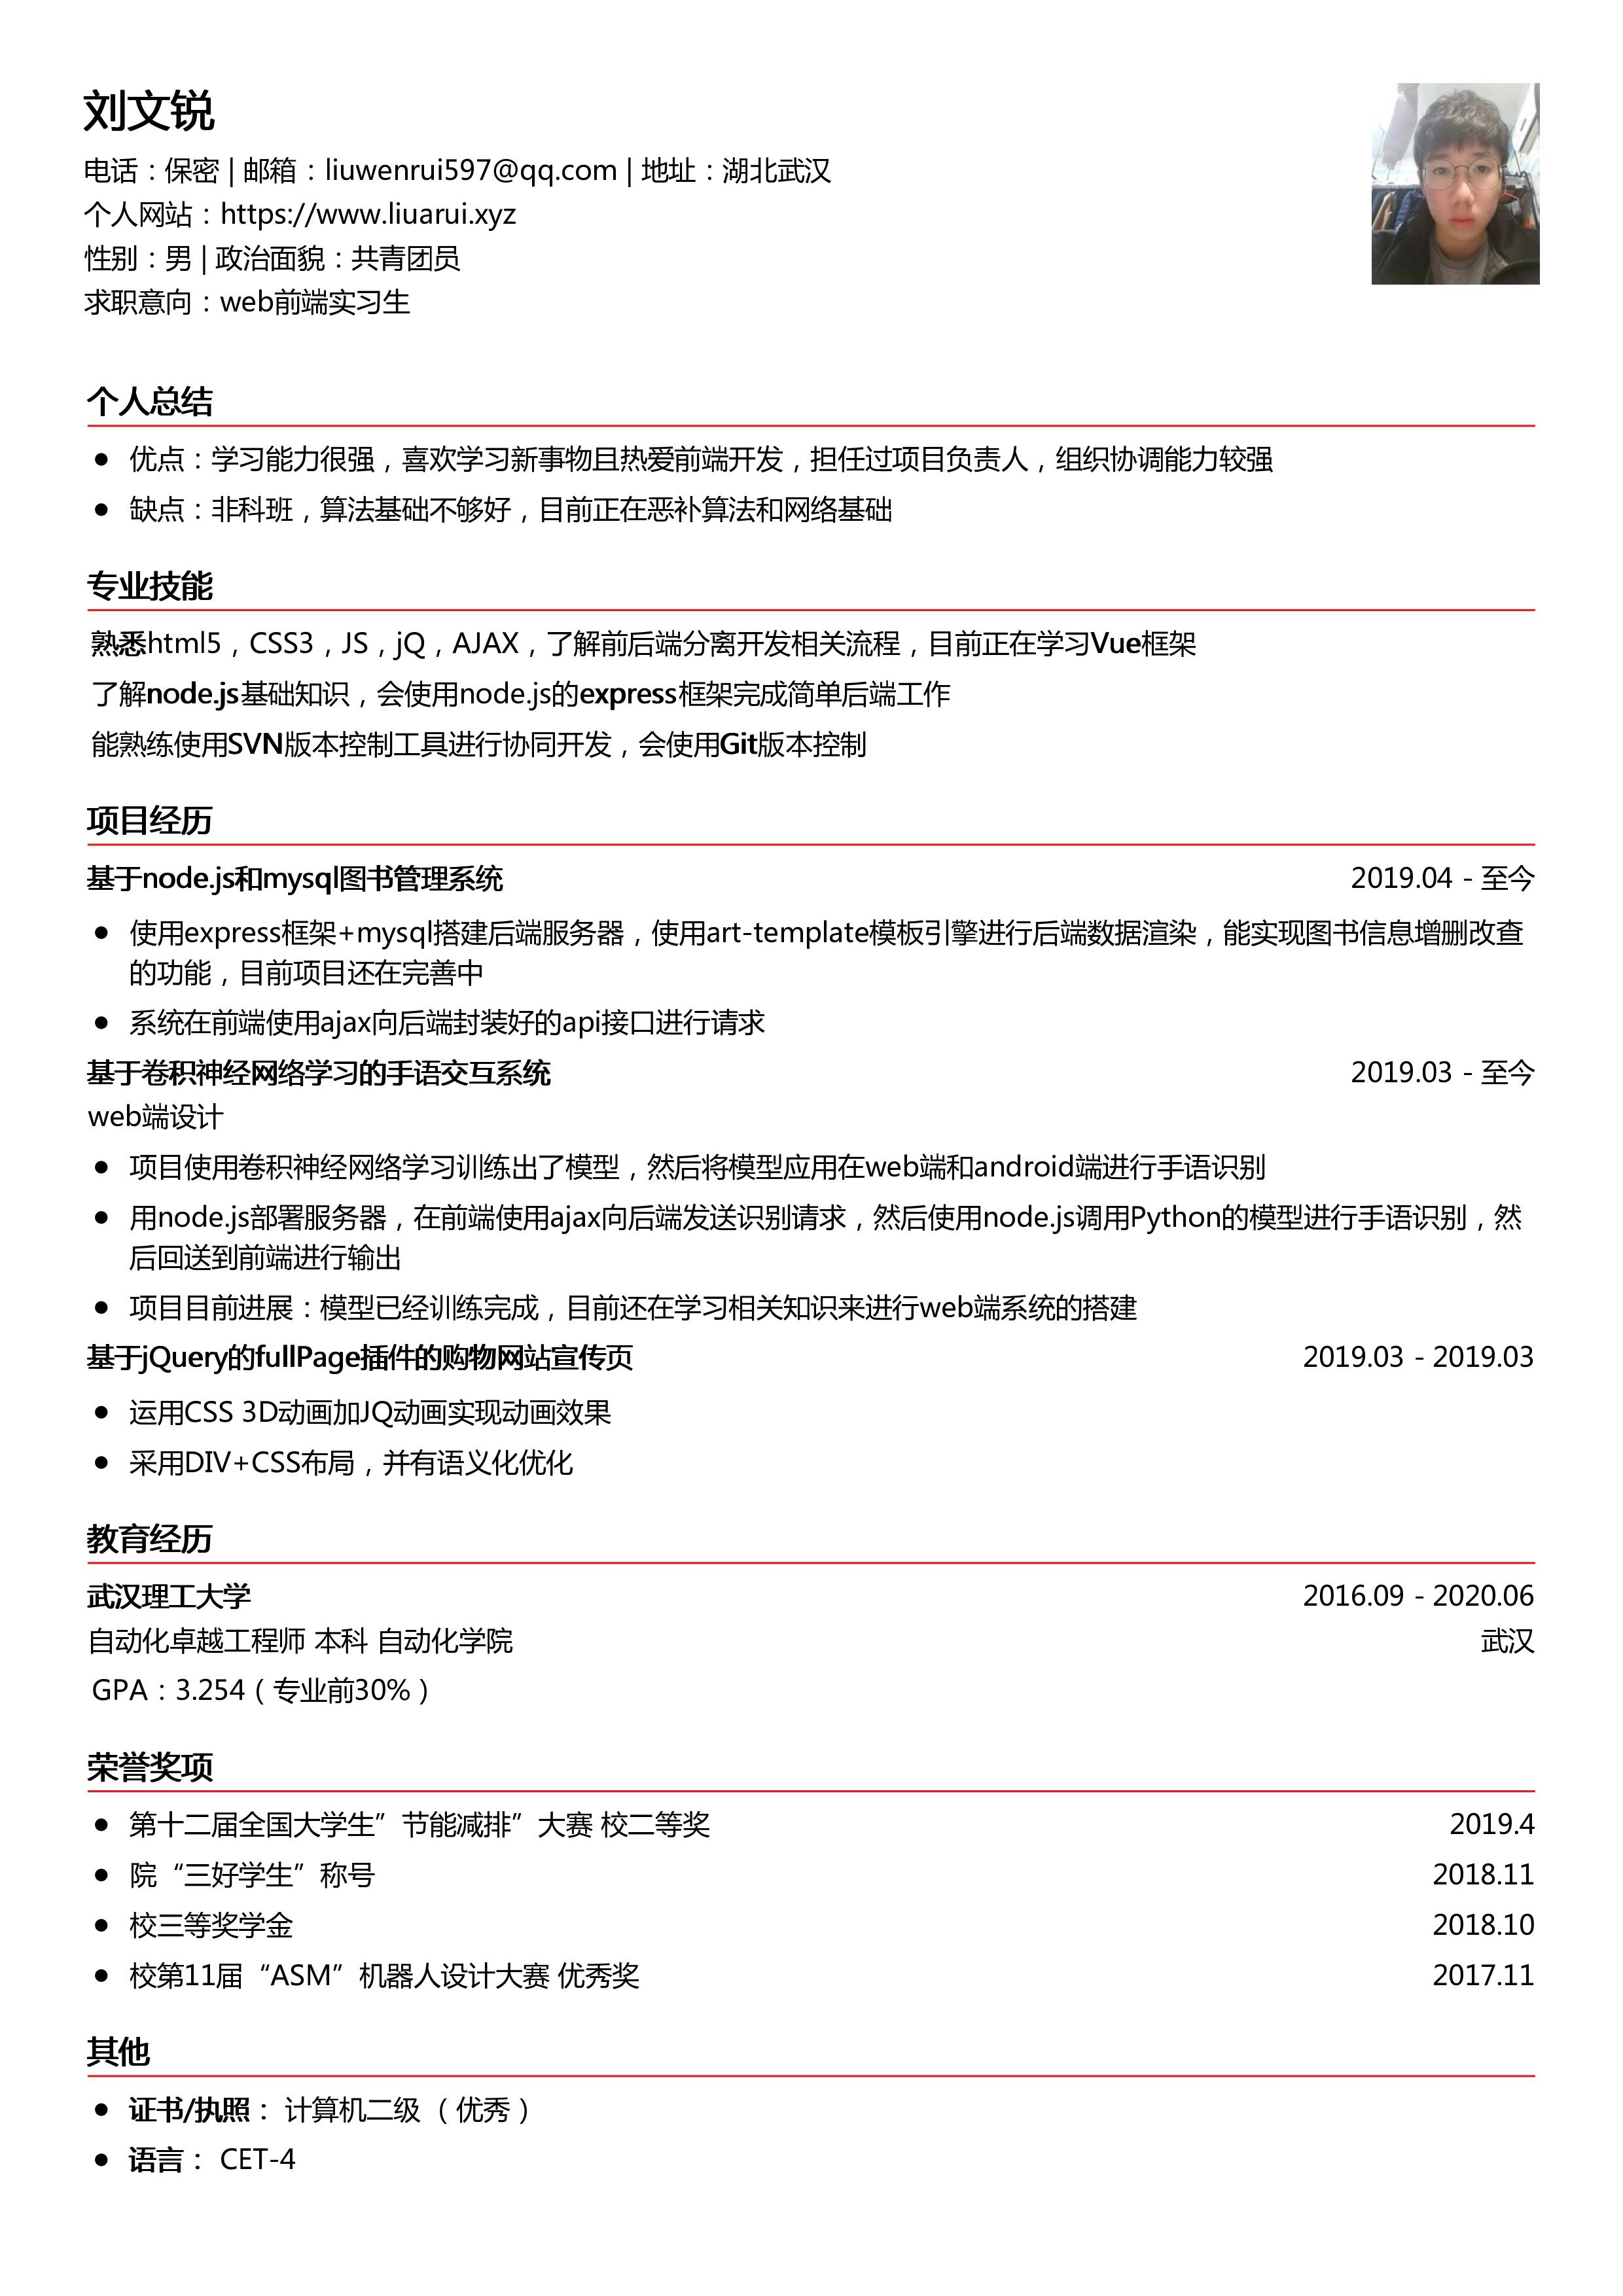 刘文锐
电话：保密 | 邮箱：liuwenrui597@qq.com | 地址：湖北武汉
个人网站：https://www.liuarui.xyz
性别：男 | 政治面貌：共青团员
求职意向：web前端实习生
个人总结
● 优点：学习能力很强，喜欢学习新事物且热爱前端开发，担任过项目负责人，组织协调能力较强
● 缺点：非科班，算法基础不够好，目前正在恶补算法和网络基础
专业技能
熟悉html5，CSS3，JS，jQ，AJAX，了解前后端分离开发相关流程，目前正在学习Vue框架
了解node.js基础知识，会使用node.js的express框架完成简单后端工作
能熟练使用SVN版本控制工具进行协同开发，会使用Git版本控制
项目经历
基于node.js和mysql图书管理系统 2019.04 - 至今
● 使用express框架+mysql搭建后端服务器，使用art-template模板引擎进行后端数据渲染，能实现图书信息增删改查
的功能，目前项目还在完善中
● 系统在前端使用ajax向后端封装好的api接口进行请求
基于卷积神经网络学习的手语交互系统 2019.03 - 至今
web端设计
● 项目使用卷积神经网络学习训练出了模型，然后将模型应用在web端和android端进行手语识别
● 用node.js部署服务器，在前端使用ajax向后端发送识别请求，然后使用node.js调用Python的模型进行手语识别，然
后回送到前端进行输出
● 项目目前进展：模型已经训练完成，目前还在学习相关知识来进行web端系统的搭建
基于jQuery的fullPage插件的购物网站宣传页 2019.03 - 2019.03
● 运用CSS 3D动画加JQ动画实现动画效果
● 采用DIV+CSS布局，并有语义化优化
教育经历
武汉理工大学 2016.09 - 2020.06
自动化卓越工程师 本科 自动化学院 武汉
GPA：3.254（专业前30%）
荣誉奖项
● 第十二届全国大学生”节能减排”大赛 校二等奖 2019.4
● 院“三好学生”称号 2018.11
● 校三等奖学金 2018.10
● 校第11届“ASM”机器人设计大赛 优秀奖 2017.11
其他
● 证书/执照： 计算机二级 （优秀）
● 语言： CET-4